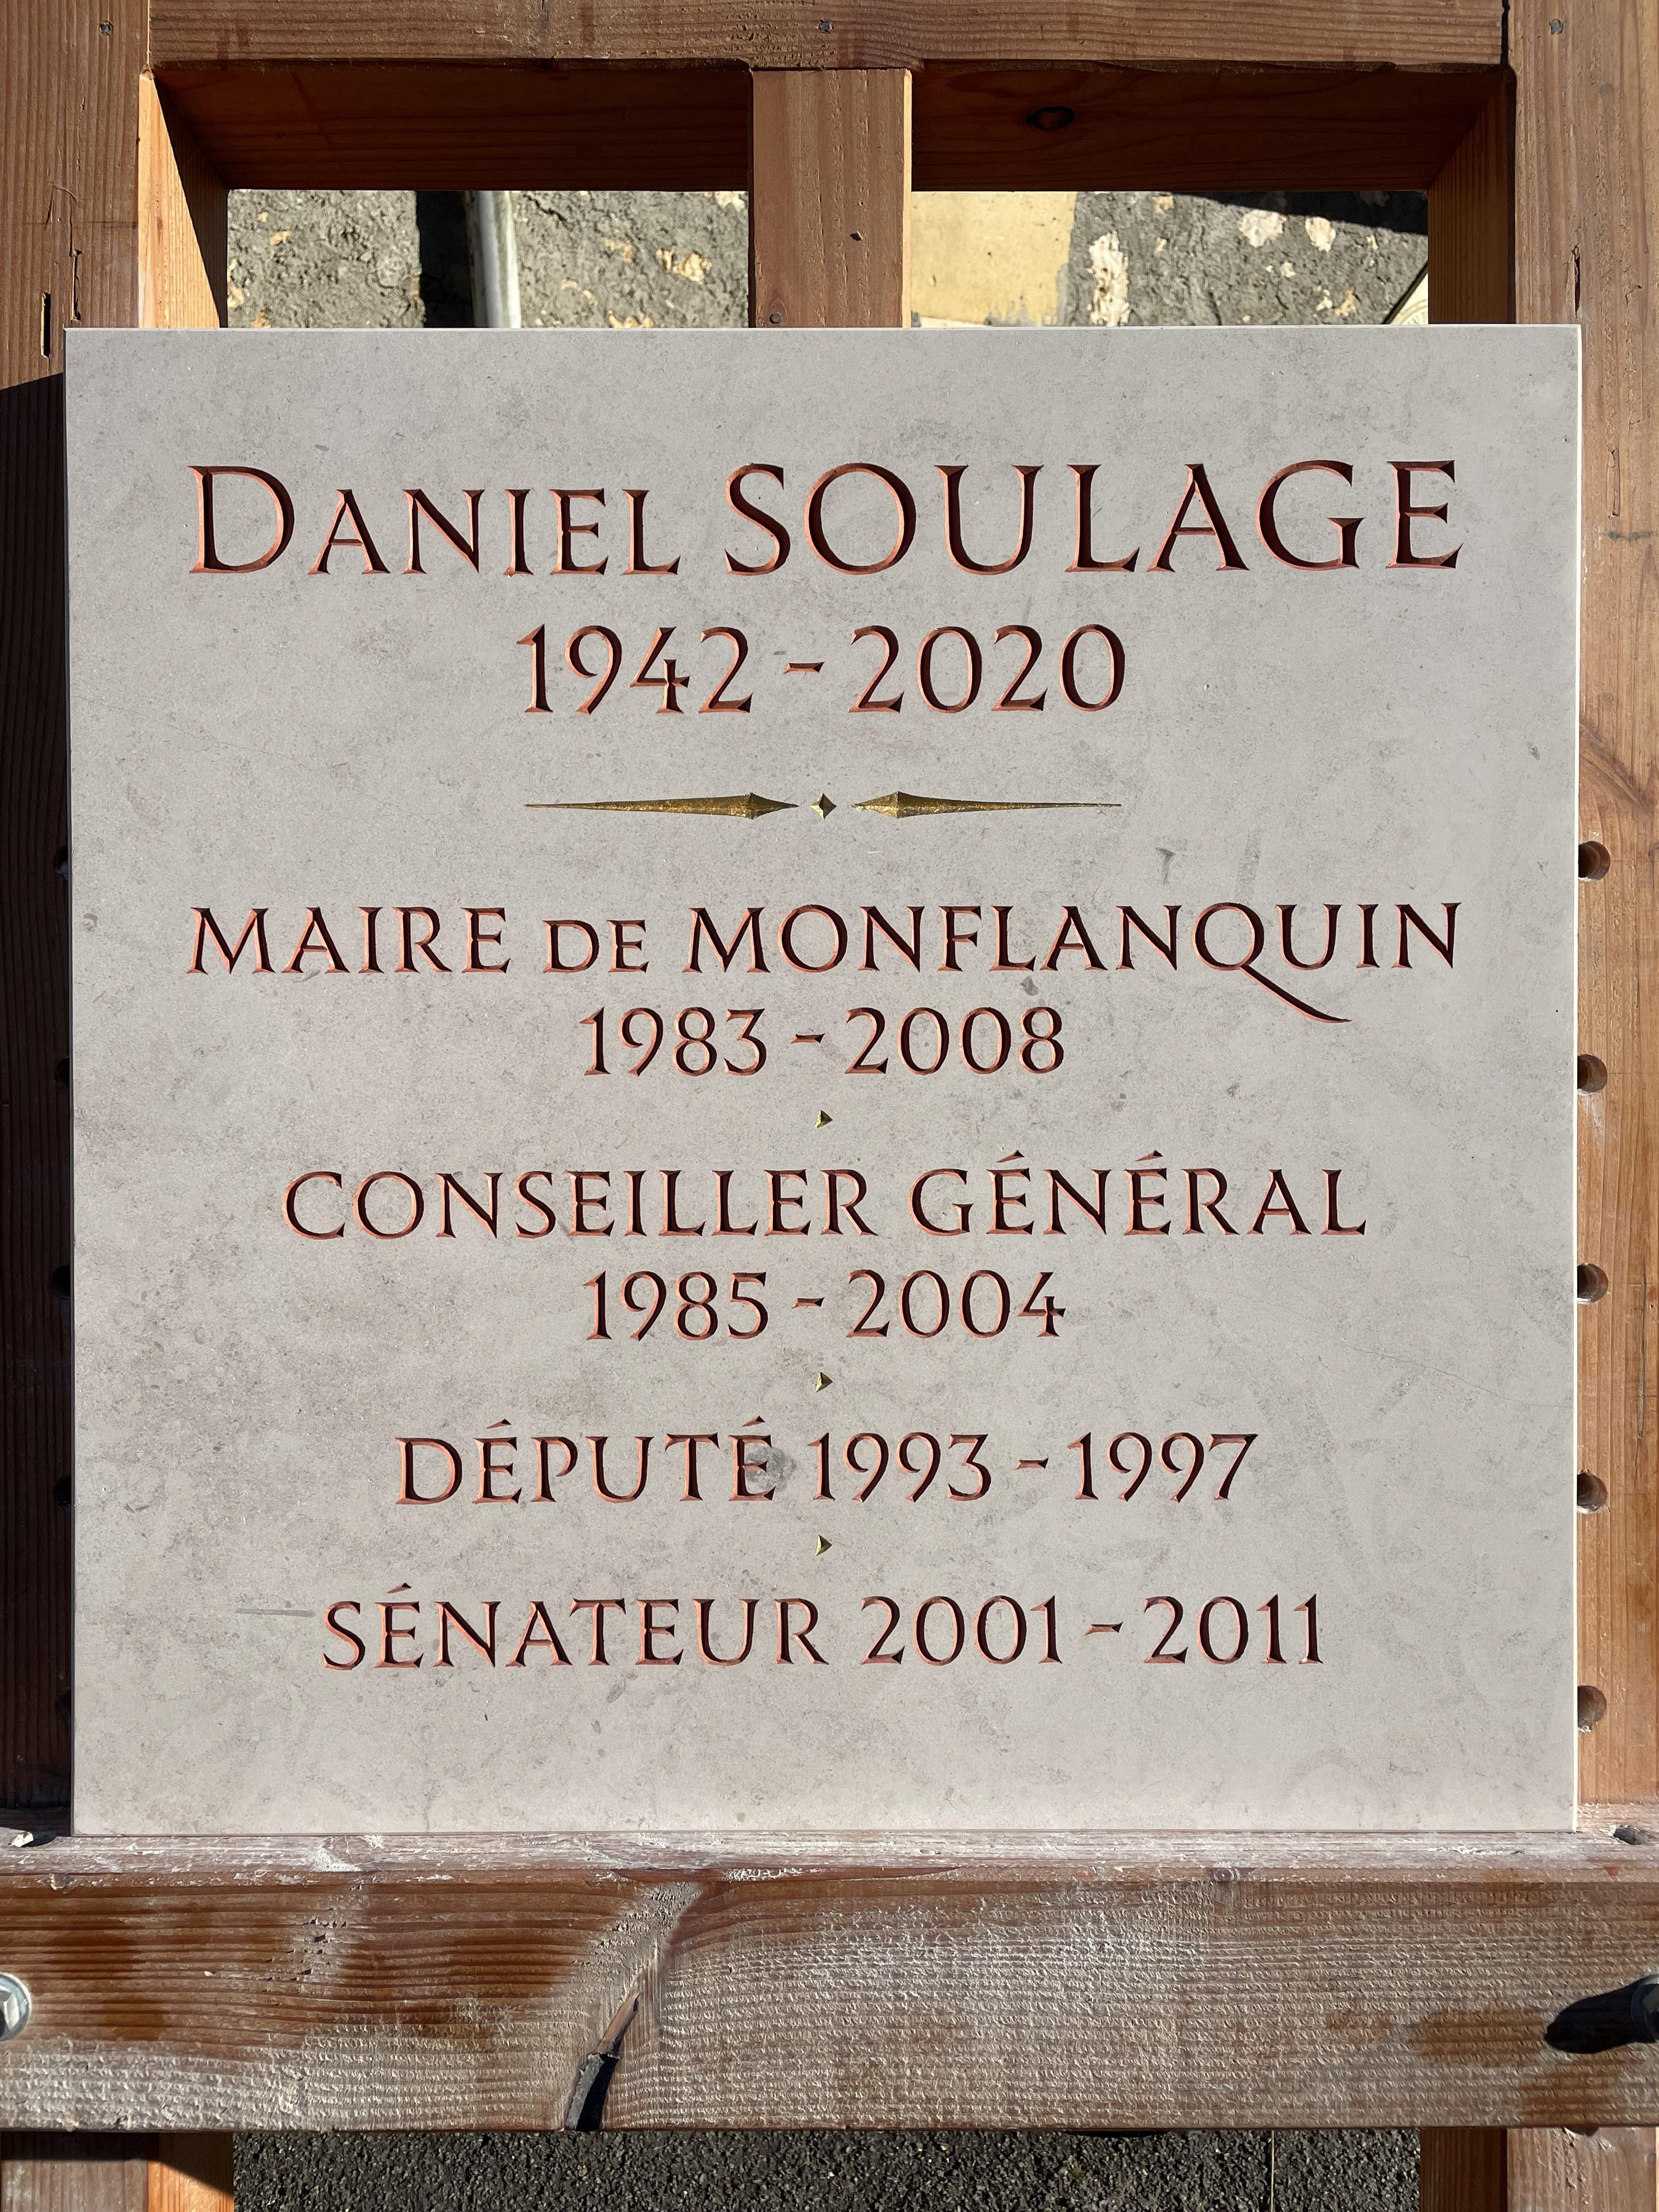 DANIEL SOULAGE
1942 - 2020
MAIRE DE MONFLANQUIN
1983 - 2008
CONSEILLER GÉNÉRAL
1985 - 2004
DÉPUTÉ 1993 - 1997
SÉNATEUR 2001 - 2011